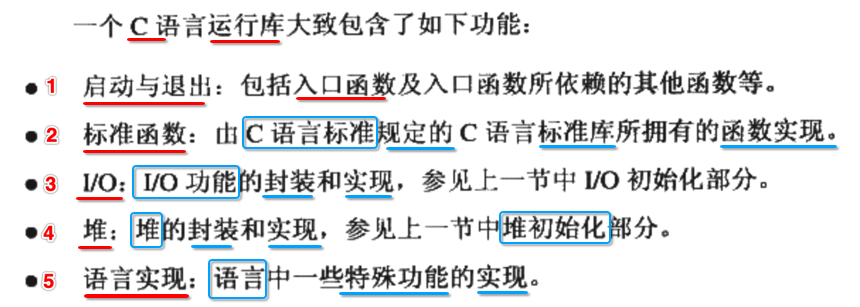 一个 C 语言运行库大致包含了如下功能：
● 1 启动与退出：包括入口函数及入口函数所依赖的其他函数等。
● 2 标准函数：由 C 语言标准规定的 C 语言标准库所拥有的函数实现。
● 3 I/O：I/O 功能的封装和实现，参见上一节中 I/O 初始化部分。
● 4 堆：堆的封装和实现，参见上一节中堆初始化部分。
● 5 语言实现：语言中一些特殊功能的实现。